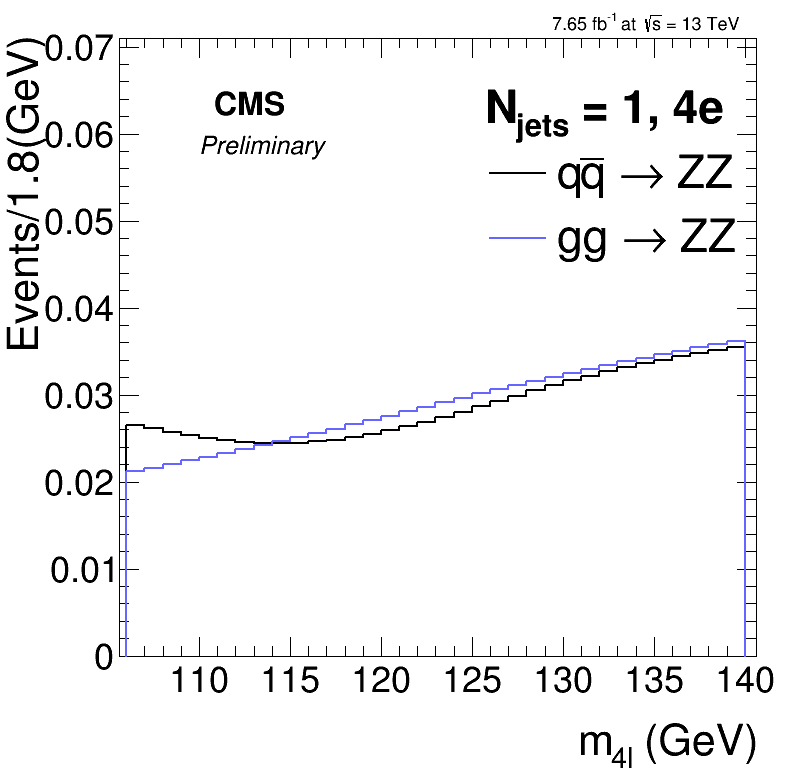 7.65 fb⁻¹ at √s = 13 TeV
CMS
Preliminary
N_jets = 1, 4e
qq̅ → ZZ
gg → ZZ
Events/1.8(GeV)
0.07
0.06
0.05
0.04
0.03
0.02
0.01
0
110 115 120 125 130 135 140
m_4l (GeV)